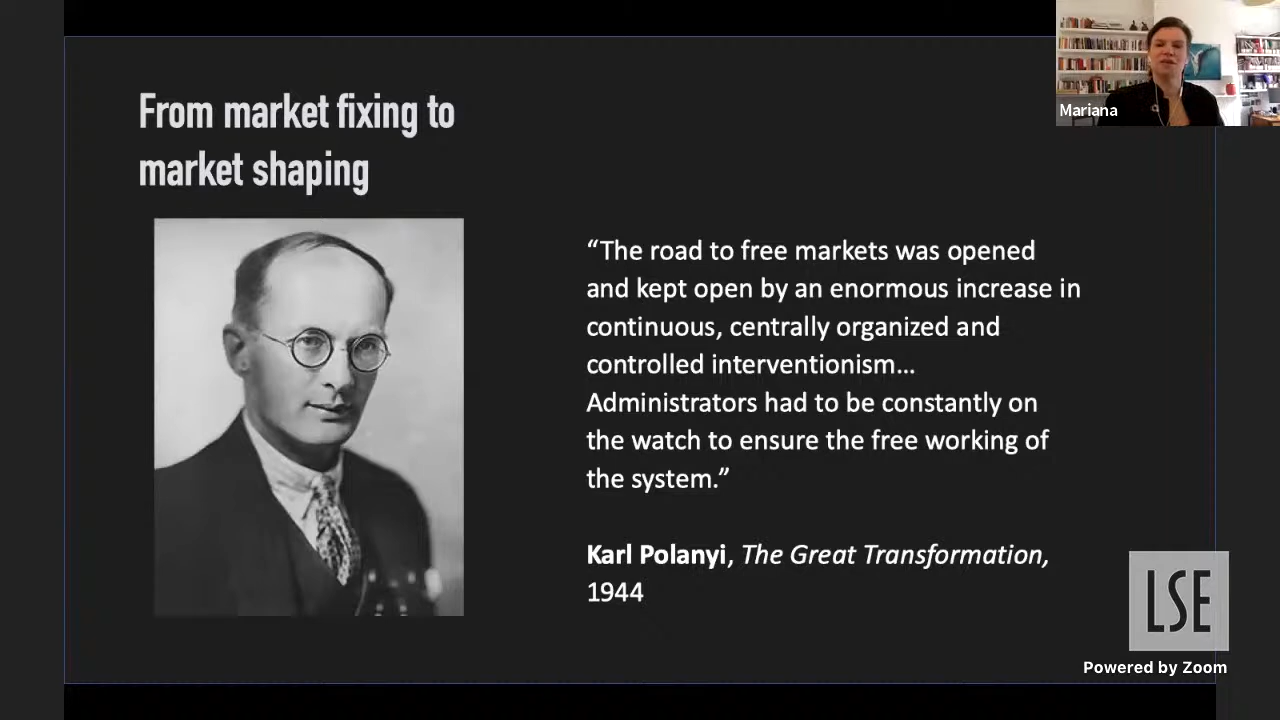 From market fixing to
market shaping
Mariana
“The road to free markets was opened
and kept open by an enormous increase in
continuous, centrally organized and
controlled interventionism...
Administrators had to be constantly on
the watch to ensure the free working of
the system.”
Karl Polanyi, The Great Transformation,
1944
LSE
Powered by Zoom